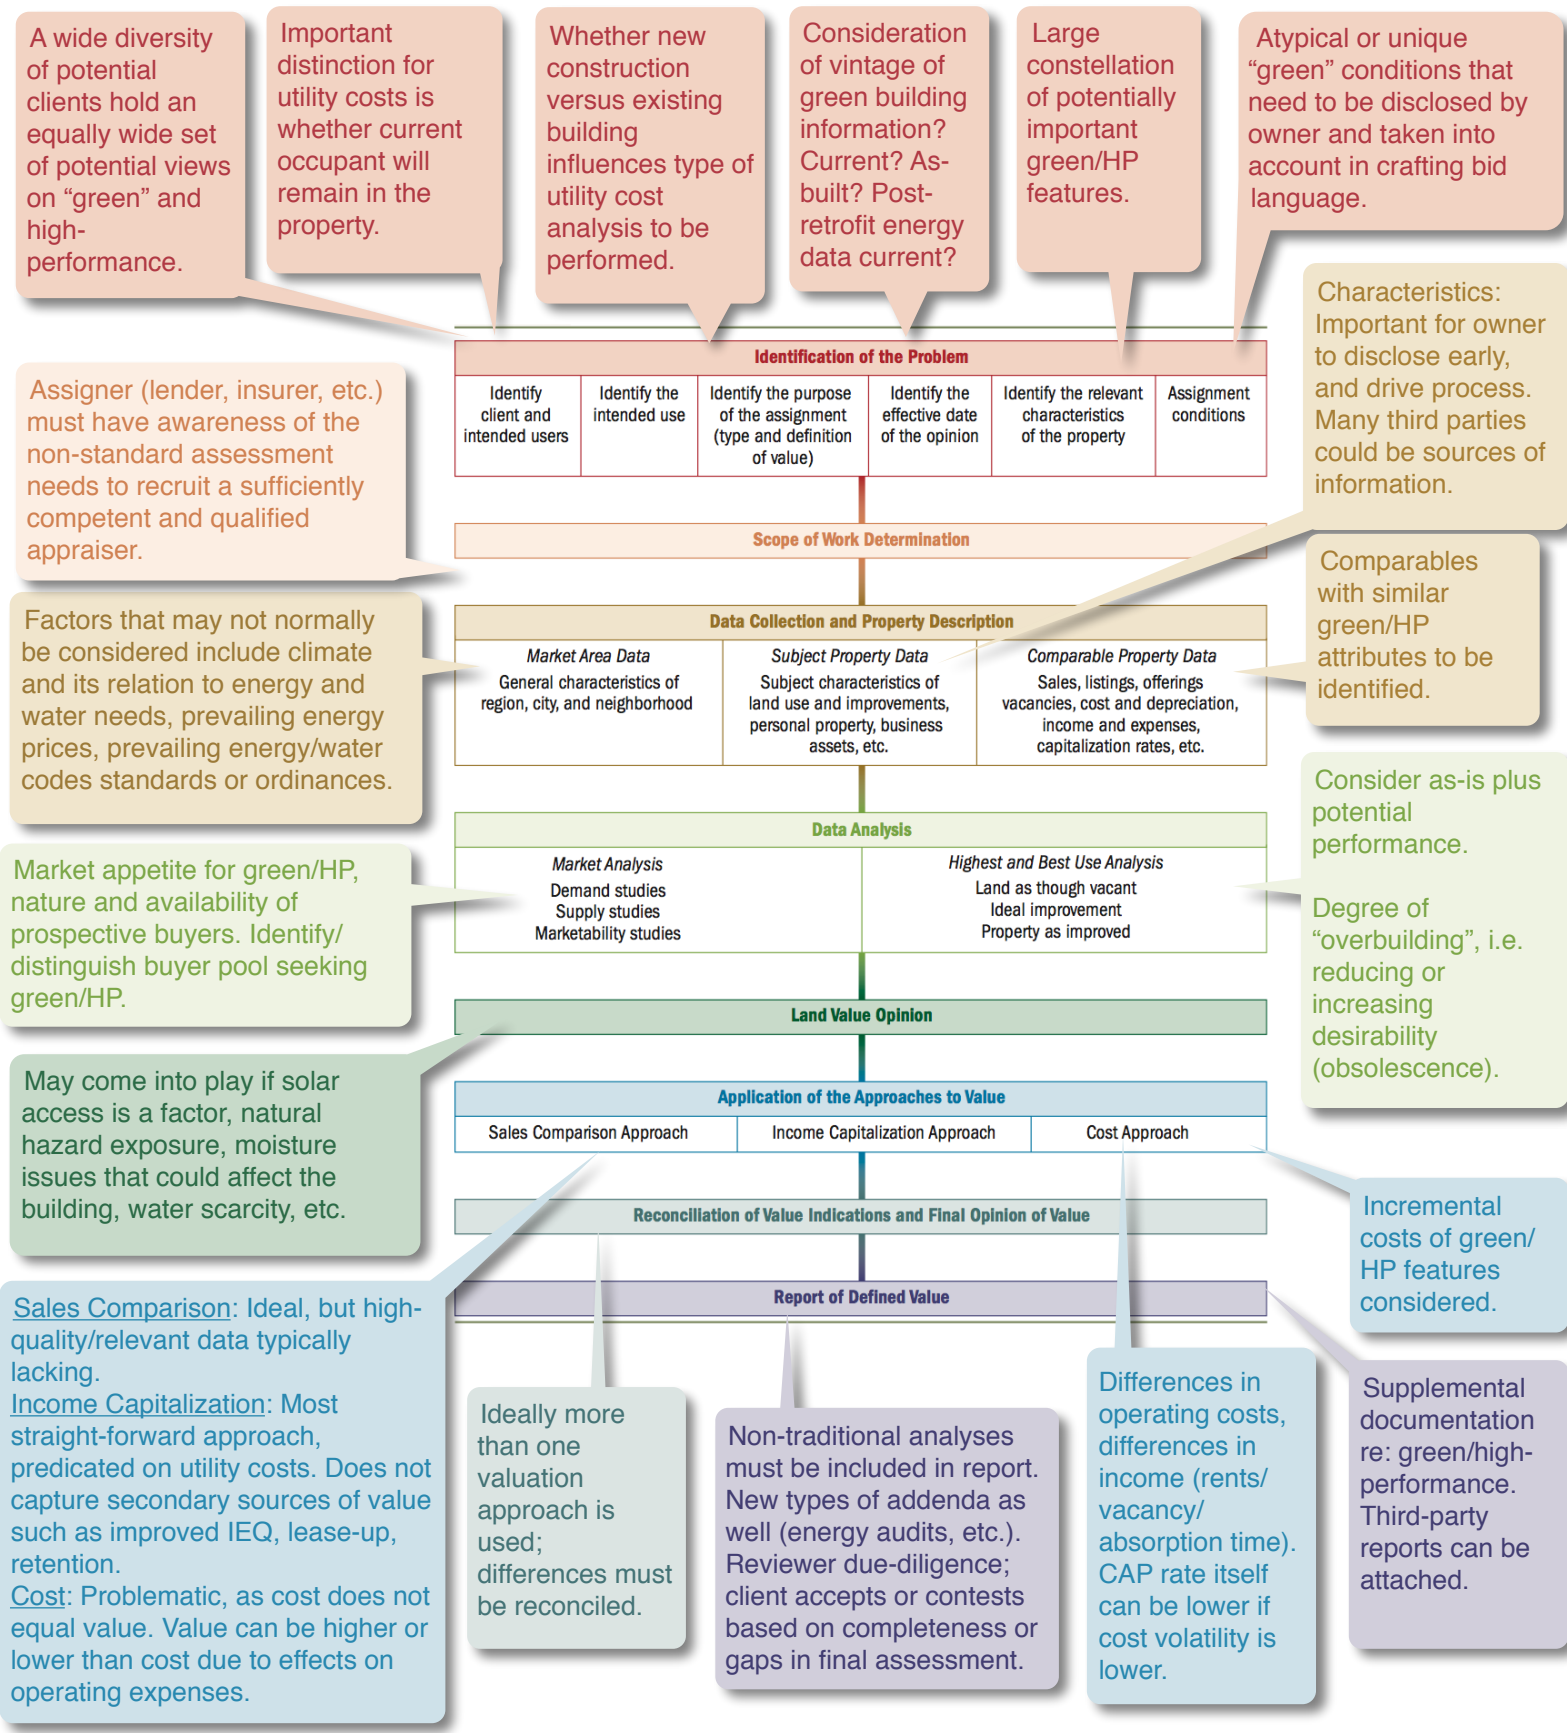 A wide diversity
of potential
clients hold an
equally wide set
of potential views
on “green” and
high-
performance.
Important
distinction for
utility costs is
whether current
occupant will
remain in the
property.
Whether new
construction
versus existing
building
influences type of
utility cost
analysis to be
performed.
Consideration
of vintage of
green building
information?
Current? As-
built? Post-
retrofit energy
data current?
Large
constellation
of potentially
important
green/HP
features.
Atypical or unique
“green” conditions that
need to be disclosed by
owner and taken into
account in crafting bid
language.
Identification of the Problem
Identify
client and
intended users
Identify the
intended use
Identify the purpose
of the assignment
(type and definition
of value)
Identify the
effective date
of the opinion
Identify the relevant
characteristics
of the property
Assignment
conditions
Characteristics:
Important for owner
to disclose early,
and drive process.
Many third parties
could be sources of
information.
Assigner (lender, insurer, etc.)
must have awareness of the
non-standard assessment
needs to recruit a sufficiently
competent and qualified
appraiser.
Scope of Work Determination
Factors that may not normally
be considered include climate
and its relation to energy and
water needs, prevailing energy
prices, prevailing energy/water
codes standards or ordinances.
Data Collection and Property Description
Market Area Data
General characteristics of
region, city, and neighborhood
Subject Property Data
Subject characteristics of
land use and improvements,
personal property, business
assets, etc.
Comparable Property Data
Sales, listings, offerings
vacancies, cost and depreciation,
income and expenses,
capitalization rates, etc.
Comparables
with similar
green/HP
attributes to be
identified.
Market appetite for green/HP,
nature and availability of
prospective buyers. Identify/
distinguish buyer pool seeking
green/HP.
Data Analysis
Market Analysis
Demand studies
Supply studies
Marketability studies
Highest and Best Use Analysis
Land as though vacant
Ideal improvement
Property as improved
Consider as-is plus
potential
performance.
Degree of
“overbuilding”, i.e.
reducing or
increasing
desirability
(obsolescence).
Land Value Opinion
May come into play if solar
access is a factor, natural
hazard exposure, moisture
issues that could affect the
building, water scarcity, etc.
Application of the Approaches to Value
Sales Comparison Approach
Income Capitalization Approach
Cost Approach
Incremental
costs of green/
HP features
considered.
Reconciliation of Value Indications and Final Opinion of Value
Report of Defined Value
Sales Comparison: Ideal, but high-
quality/relevant data typically
lacking.
Income Capitalization: Most
straight-forward approach,
predicated on utility costs. Does not
capture secondary sources of value
such as improved IEQ, lease-up,
retention.
Cost: Problematic, as cost does not
equal value. Value can be higher or
lower than cost due to effects on
operating expenses.
Ideally more
than one
valuation
approach is
used;
differences must
be reconciled.
Non-traditional analyses
must be included in report.
New types of addenda as
well (energy audits, etc.).
Reviewer due-diligence;
client accepts or contests
based on completeness or
gaps in final assessment.
Differences in
operating costs,
differences in
income (rents/
vacancy/
absorption time).
CAP rate itself
can be lower if
cost volatility is
lower.
Supplemental
documentation
re: green/high-
performance.
Third-party
reports can be
attached.